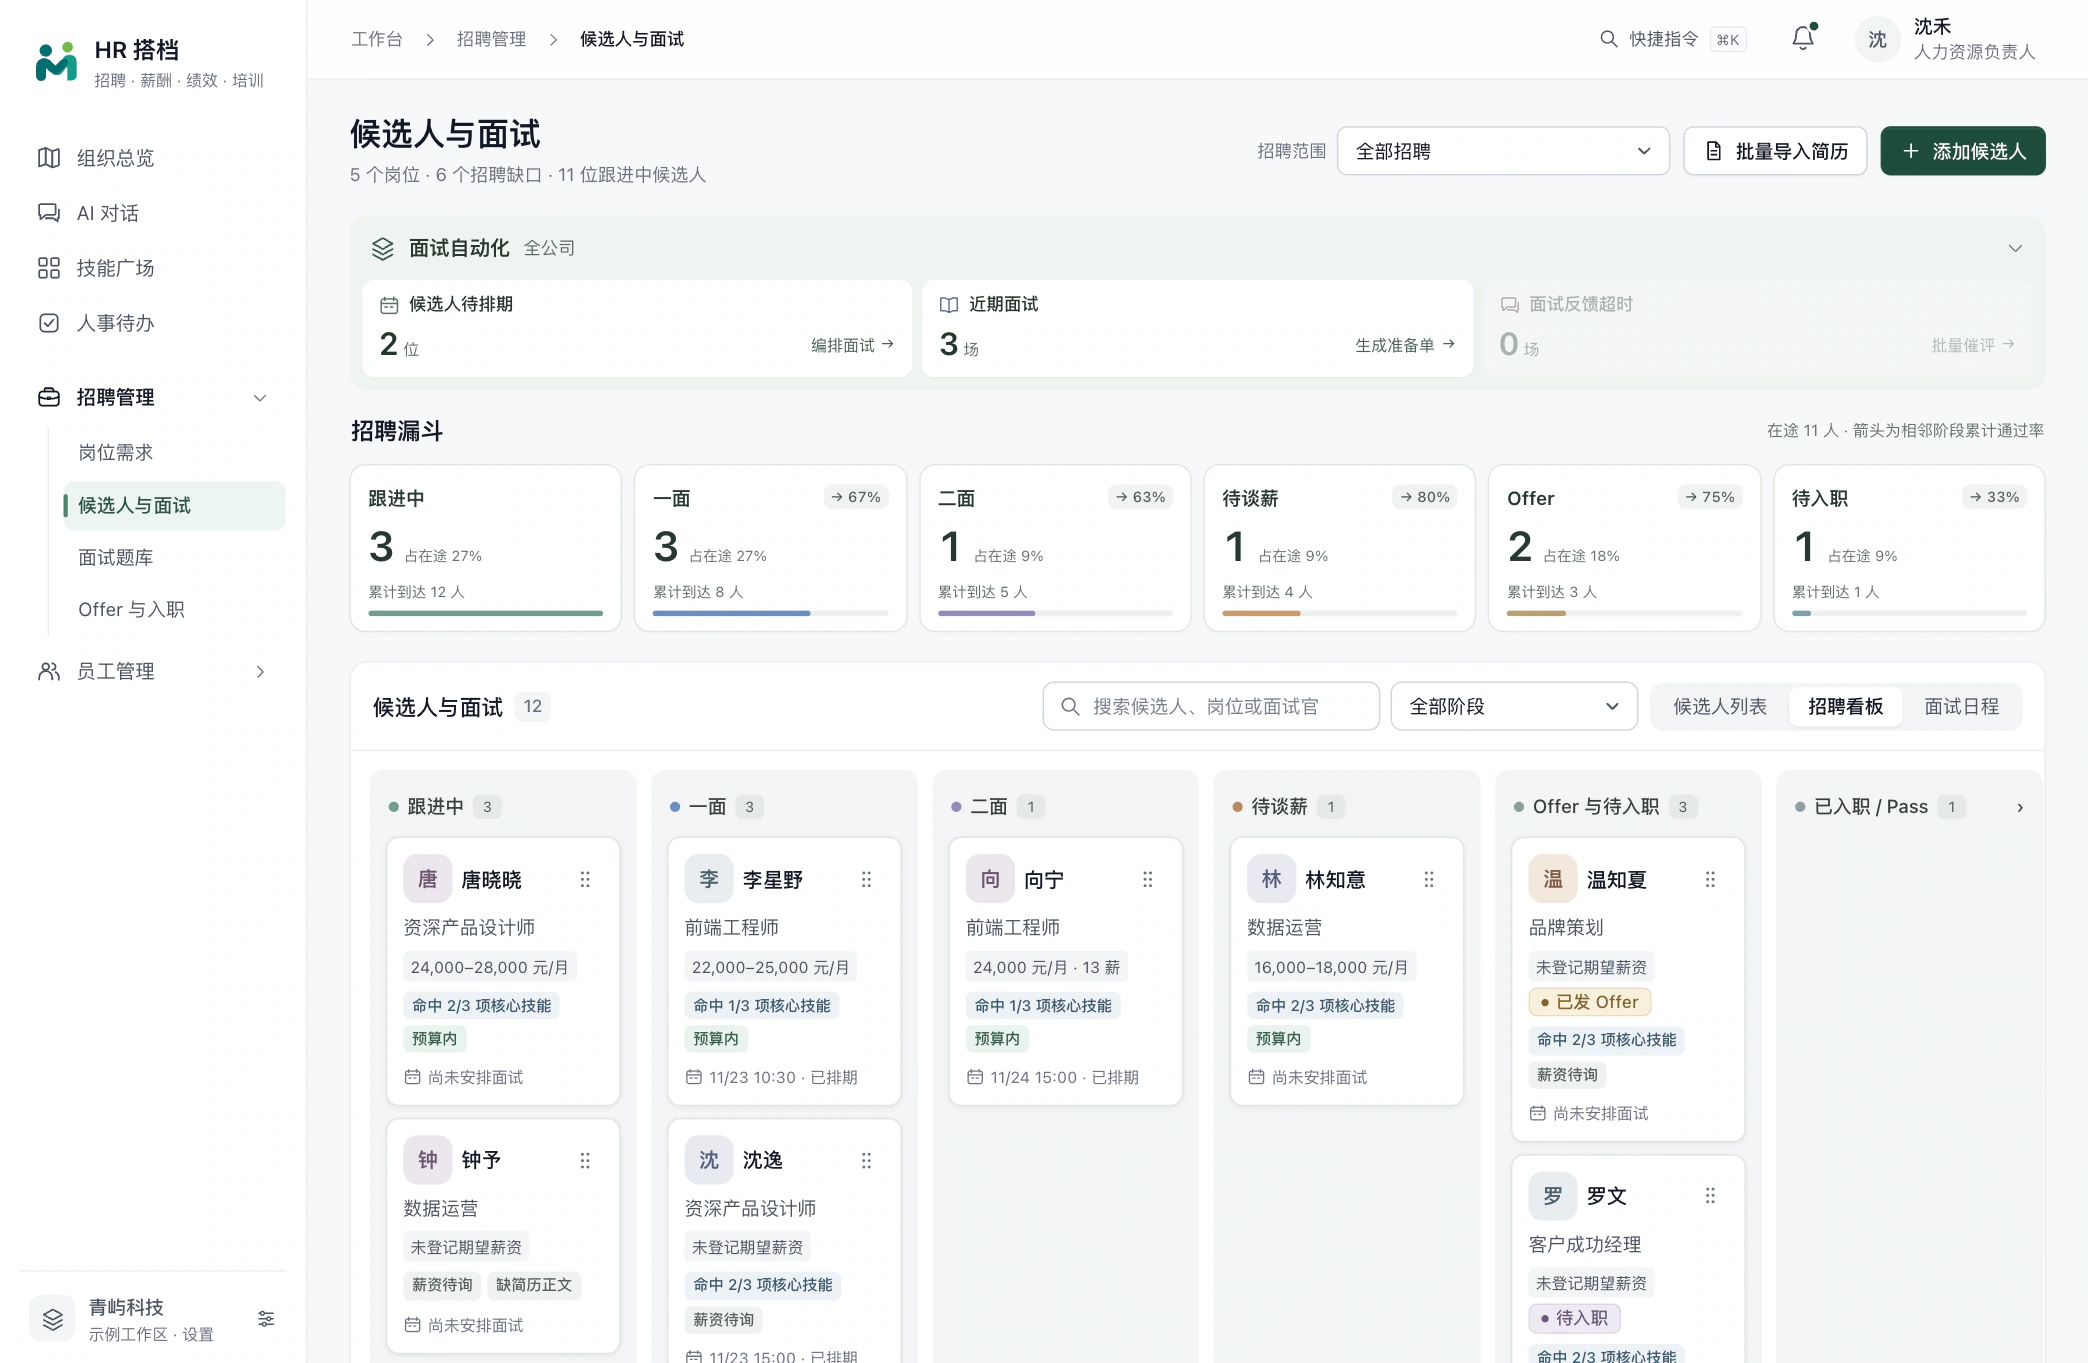 HR 搭档
招聘 · 薪酬 · 绩效 · 培训
组织总览
AI 对话
技能广场
人事待办
招聘管理
岗位需求
候选人与面试
面试题库
Offer 与入职
员工管理
青屿科技
示例工作区 · 设置
工作台 > 招聘管理 > 候选人与面试
快捷指令 ⌘K
沈
沈禾
人力资源负责人
候选人与面试
5 个岗位 · 6 个招聘缺口 · 11 位跟进中候选人
招聘范围 全部招聘
批量导入简历
+ 添加候选人
面试自动化 全公司
候选人待排期
2 位 编排面试 →
近期面试
3 场 生成准备单 →
面试反馈超时
0 场 批量催评 →
招聘漏斗
在途 11 人 · 箭头为相邻阶段累计通过率
跟进中
3 占在途 27%
累计到达 12 人
一面 → 67%
3 占在途 27%
累计到达 8 人
二面 → 63%
1 占在途 9%
累计到达 5 人
待谈薪 → 80%
1 占在途 9%
累计到达 4 人
Offer → 75%
2 占在途 18%
累计到达 3 人
待入职 → 33%
1 占在途 9%
累计到达 1 人
候选人与面试 12
搜索候选人、岗位或面试官
全部阶段
候选人列表 招聘看板 面试日程
跟进中 3
唐 唐晓晓
资深产品设计师
24,000–28,000 元/月
命中 2/3 项核心技能
预算内
尚未安排面试
钟 钟予
数据运营
未登记期望薪资
薪资待询 缺简历正文
尚未安排面试
一面 3
李 李星野
前端工程师
22,000–25,000 元/月
命中 1/3 项核心技能
预算内
11/23 10:30 · 已排期
沈 沈逸
资深产品设计师
未登记期望薪资
命中 2/3 项核心技能
薪资待询
11/23 15:00 · 已排期
二面 1
向 向宁
前端工程师
24,000 元/月 · 13 薪
命中 1/3 项核心技能
预算内
11/24 15:00 · 已排期
待谈薪 1
林 林知意
数据运营
16,000–18,000 元/月
命中 2/3 项核心技能
预算内
尚未安排面试
Offer 与待入职 3
温 温知夏
品牌策划
未登记期望薪资
已发 Offer
命中 2/3 项核心技能
薪资待询
尚未安排面试
罗 罗文
客户成功经理
未登记期望薪资
待入职
命中 2/3 项核心技能
已入职 / Pass 1